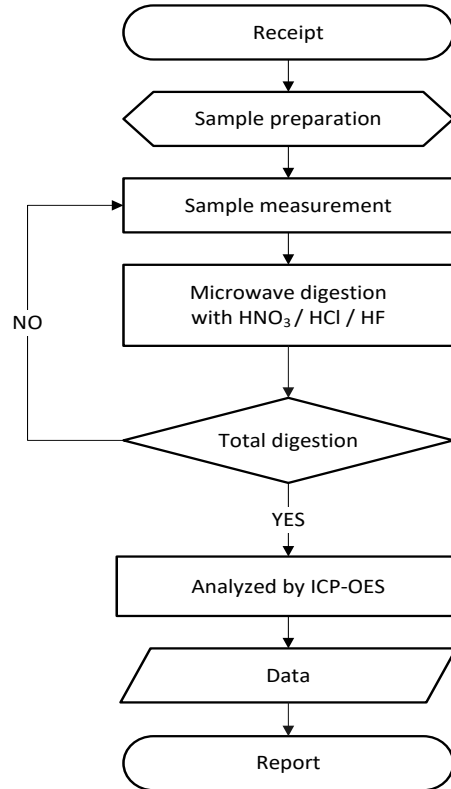 Receipt
Sample preparation
Sample measurement
Microwave digestion
with HNO₃ / HCl / HF
NO
Total digestion
YES
Analyzed by ICP-OES
Data
Report